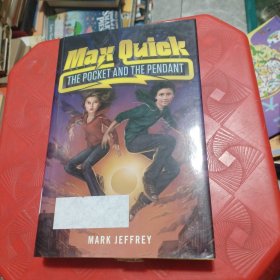 Max Quick
THE POCKET AND THE PENDANT
MARK JEFFREY